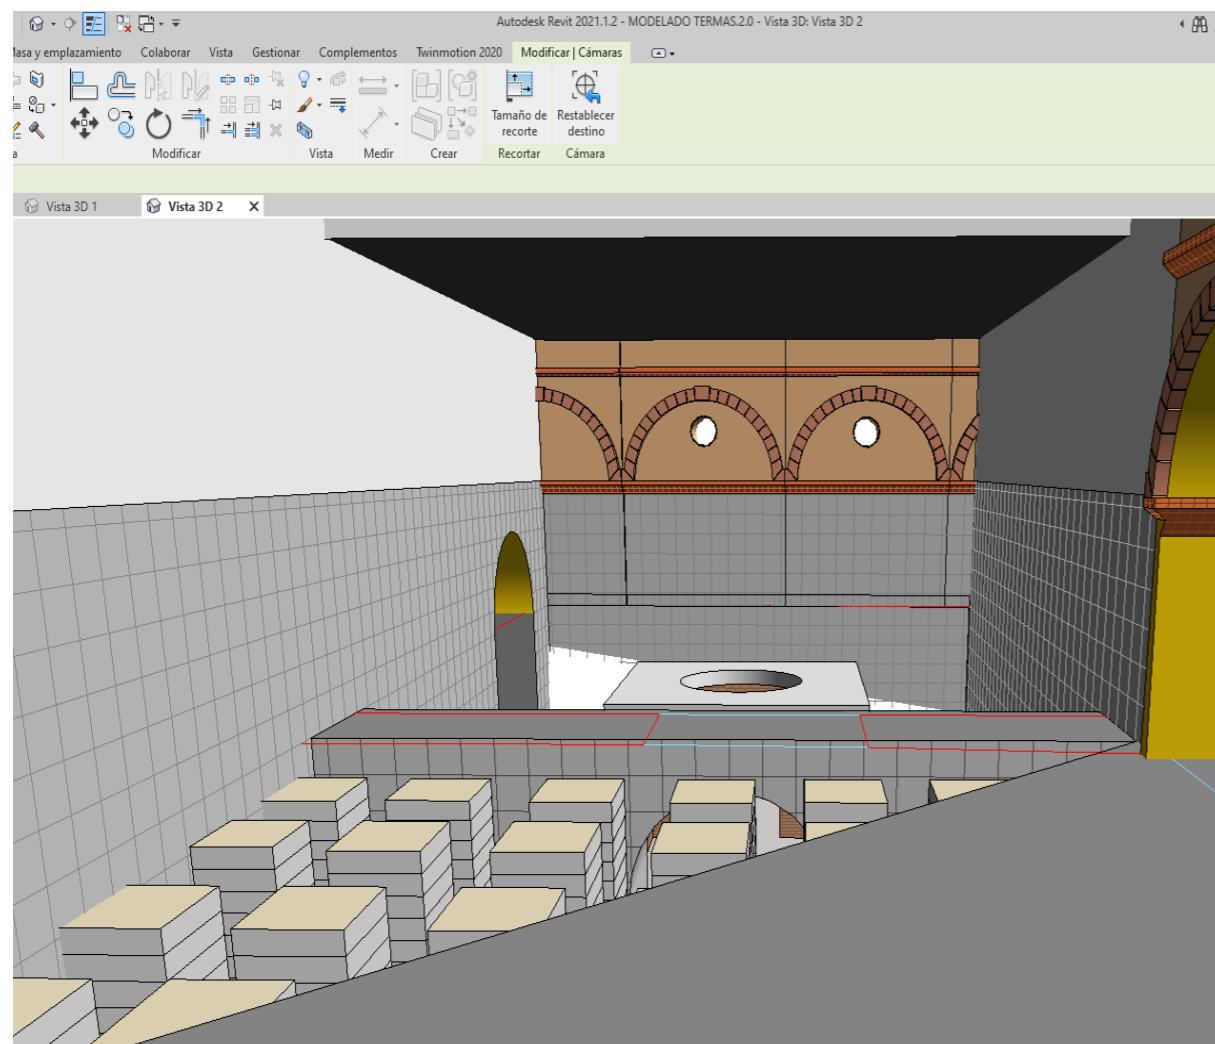 Autodesk Revit 2021.1.2 - MODELADO TERMAS.2.0 - Vista 3D: Vista 3D 2
Masa y emplazamiento Colaborar Vista Gestionar Complementos Twinmotion 2020 Modificar | Cámaras
Tamaño de recorte
Restablecer destino
Modificar Vista Medir Crear Recortar Cámara
Vista 3D 1 Vista 3D 2 X